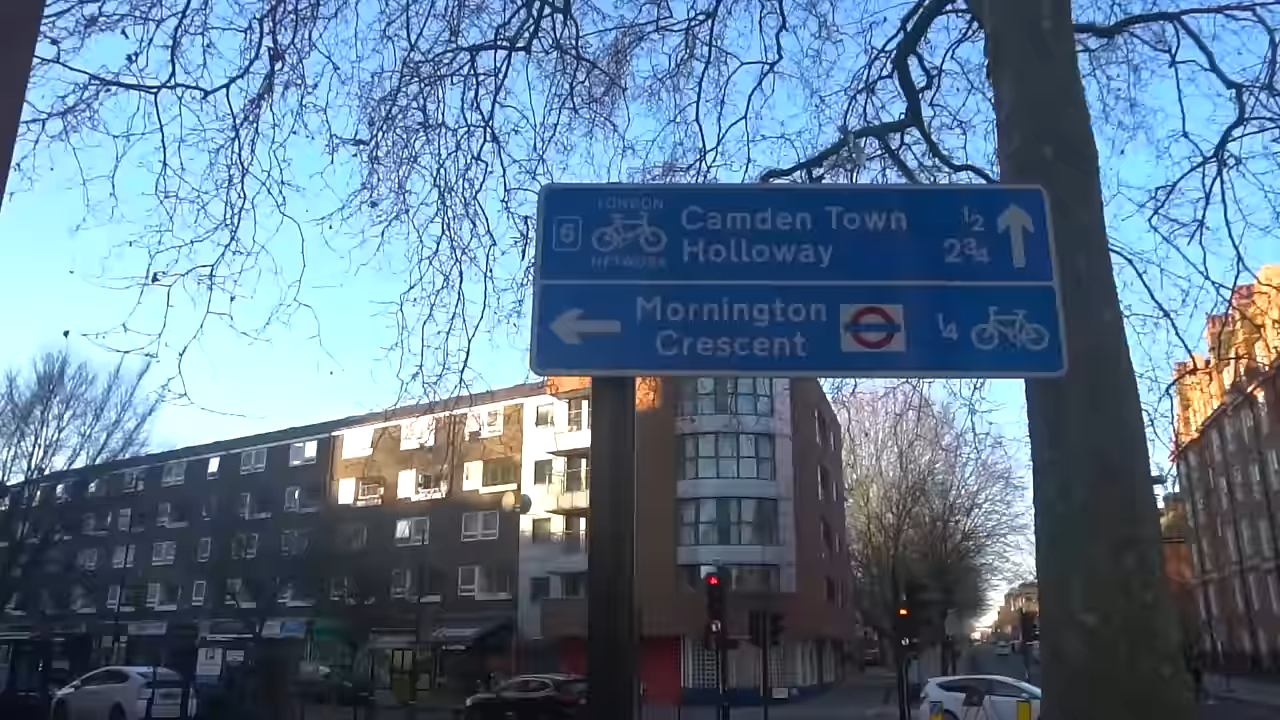 LONDON
6
Camden Town ½
Holloway 2¾
NETWORK
Mornington
Crescent
¼